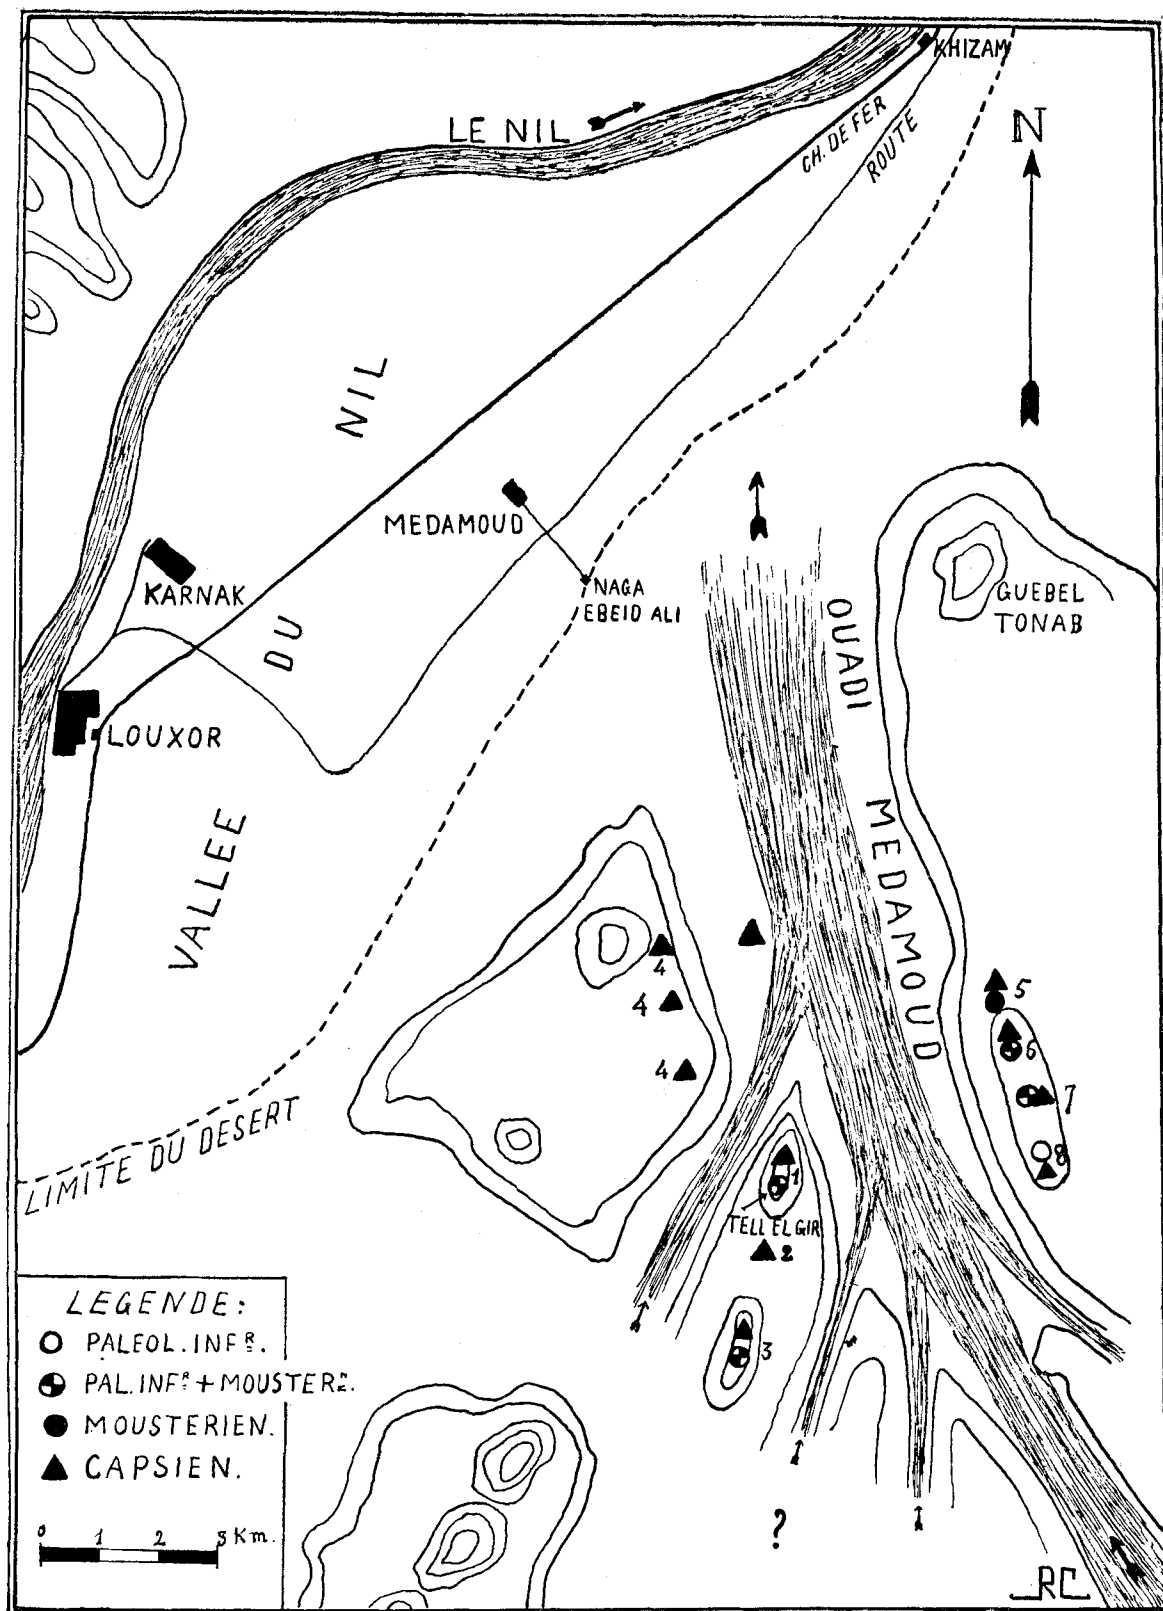 KHIZAM
LE NIL
CH. DE FER
ROUTE
N
NIL
MEDAMOUD
KARNAK
NAGA
EBEID ALI
GUEBEL
TONAB
DU
OUADI
LOUXOR
MEDAMOUD
VALLEE
4
4
5
6
4
7
LIMITE DU DESERT
8
1
TELL EL GIR
2
3
LEGENDE:
PALEOL. INFR.
PAL. INFR + MOUSTERN.
MOUSTERIEN.
CAPSIEN.
0 1 2 3 Km.
?
RC